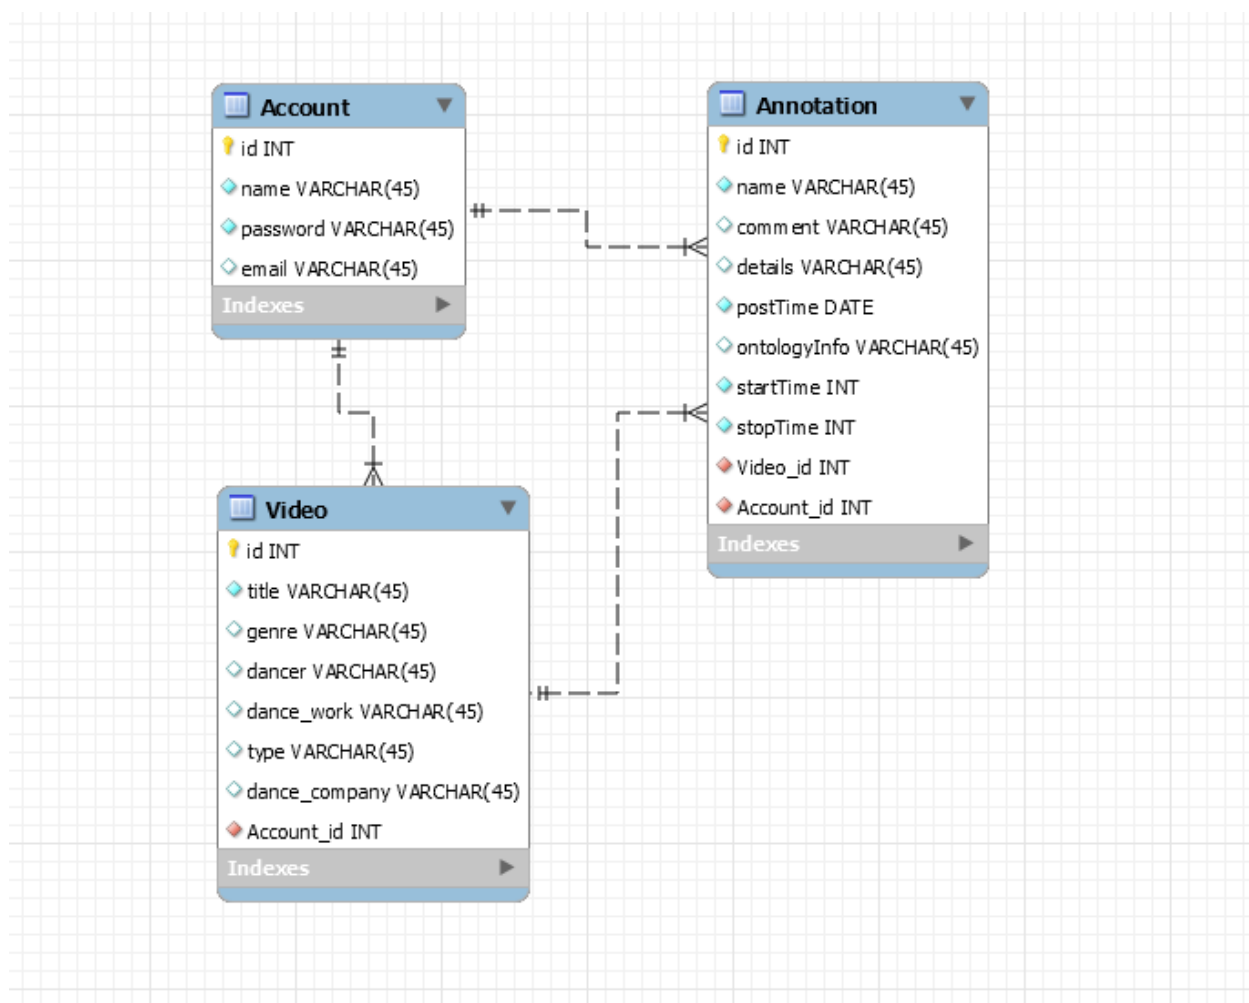 Account
id INT
name VARCHAR(45)
password VARCHAR(45)
email VARCHAR(45)
Indexes
Annotation
id INT
name VARCHAR(45)
comment VARCHAR(45)
details VARCHAR(45)
postTime DATE
ontologyInfo VARCHAR(45)
startTime INT
stopTime INT
Video_id INT
Account_id INT
Indexes
Video
id INT
title VARCHAR(45)
genre VARCHAR(45)
dancer VARCHAR(45)
dance_work VARCHAR(45)
type VARCHAR(45)
dance_company VARCHAR(45)
Account_id INT
Indexes